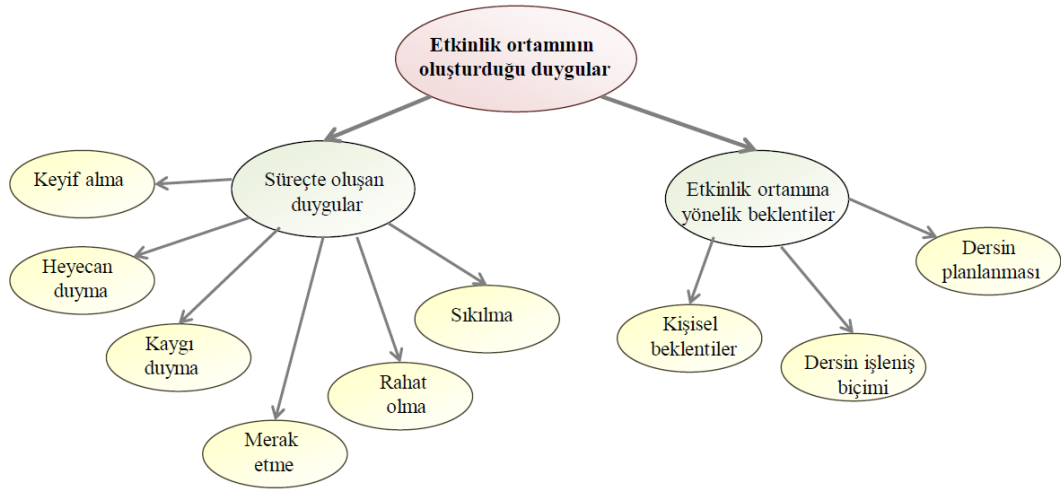 Etkinlik ortamının
oluşturduğu duygular
Süreçte oluşan
duygular
Keyif alma
Heyecan
duyma
Kaygı
duyma
Merak
etme
Rahat
olma
Sıkılma
Etkinlik ortamına
yönelik beklentiler
Kişisel
beklentiler
Dersin işleniş
biçimi
Dersin
planlanması